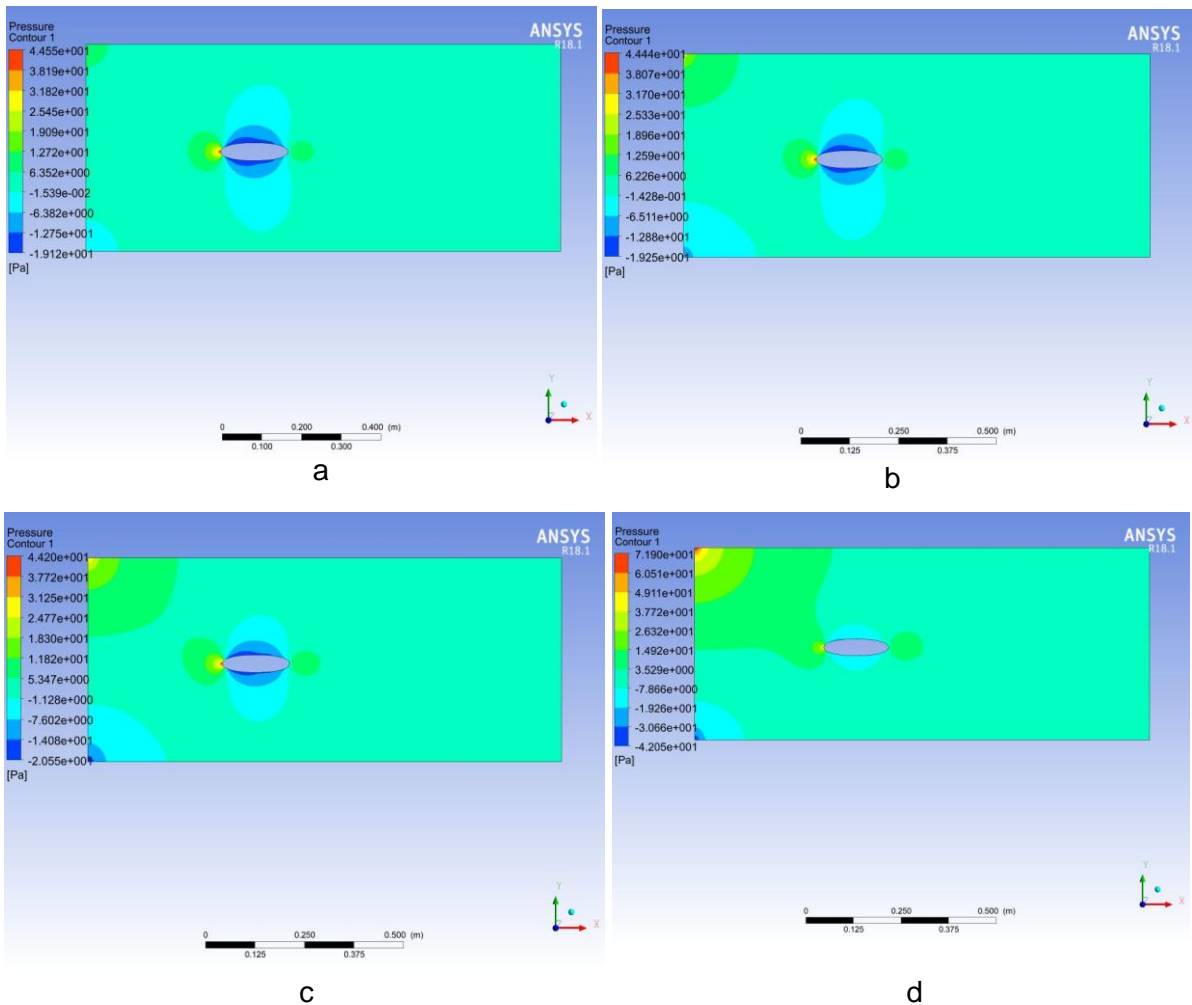 Pressure
Contour 1
4.455e+001
3.819e+001
3.182e+001
2.545e+001
1.909e+001
1.272e+001
6.352e+000
-1.539e-002
-6.382e+000
-1.275e+001
-1.912e+001
[Pa]
ANSYS
R18.1
Y
X
0 0.200 0.400 (m)
0.100 0.300
a
Pressure
Contour 1
4.444e+001
3.807e+001
3.170e+001
2.533e+001
1.896e+001
1.259e+001
6.226e+000
-1.428e-001
-6.511e+000
-1.288e+001
-1.925e+001
[Pa]
ANSYS
R18.1
Y
X
0 0.250 0.500 (m)
0.125 0.375
b
Pressure
Contour 1
4.420e+001
3.772e+001
3.125e+001
2.477e+001
1.830e+001
1.182e+001
5.347e+000
-1.128e+000
-7.602e+000
-1.408e+001
-2.055e+001
[Pa]
ANSYS
R18.1
Y
X
0 0.250 0.500 (m)
0.125 0.375
c
Pressure
Contour 1
7.190e+001
6.051e+001
4.911e+001
3.772e+001
2.632e+001
1.492e+001
3.529e+000
-7.866e+000
-1.926e+001
-3.066e+001
-4.205e+001
[Pa]
ANSYS
R18.1
Y
X
0 0.250 0.500 (m)
0.125 0.375
d